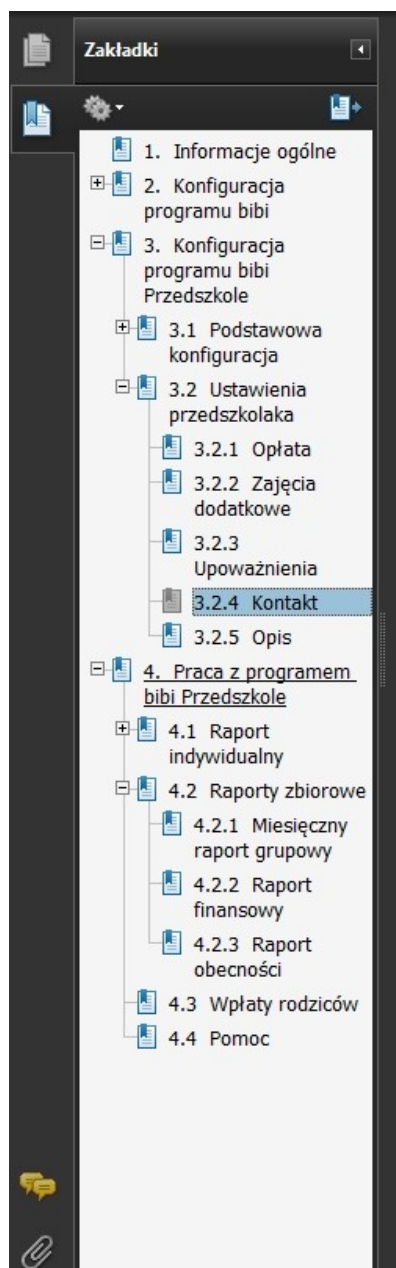 Zakładki
1. Informacje ogólne
2. Konfiguracja
programu bibi
3. Konfiguracja
programu bibi
Przedszkole
3.1 Podstawowa
konfiguracja
3.2 Ustawienia
przedszkolaka
3.2.1 Opłata
3.2.2 Zajęcia
dodatkowe
3.2.3
Upoważnienia
3.2.4 Kontakt
3.2.5 Opis
4. Praca z programem
bibi Przedszkole
4.1 Raport
indywidualny
4.2 Raporty zbiorowe
4.2.1 Miesięczny
raport grupowy
4.2.2 Raport
finansowy
4.2.3 Raport
obecności
4.3 Wpłaty rodziców
4.4 Pomoc